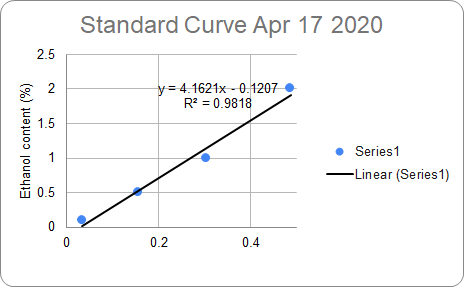 Standard Curve Apr 17 2020
2.5
y = 4.1621x - 0.1207
R² = 0.9818
2
1.5
1
0.5
0
Ethanol content (%)
0
0.2
0.4
Series1
Linear (Series1)